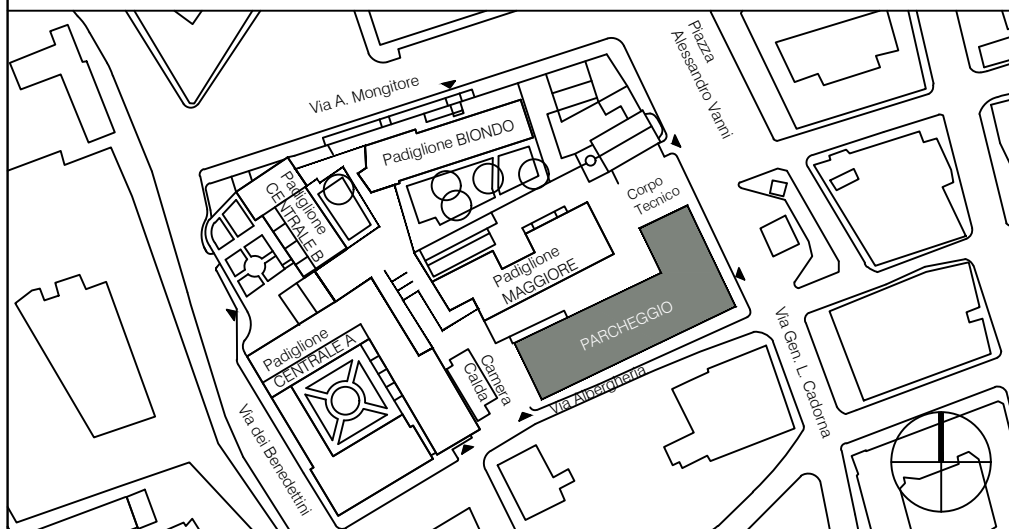 Piazza
Alessandro Vanni
Via A. Mongitore
Padiglione BIONDO
Padiglione
CENTRALE B
Corpo
Tecnico
Padiglione
MAGGIORE
PARCHEGGIO
Padiglione
CENTRALE A
Camera
Calda
Via Albergheria
Via Gen. L. Cadorna
Via dei Benedettini